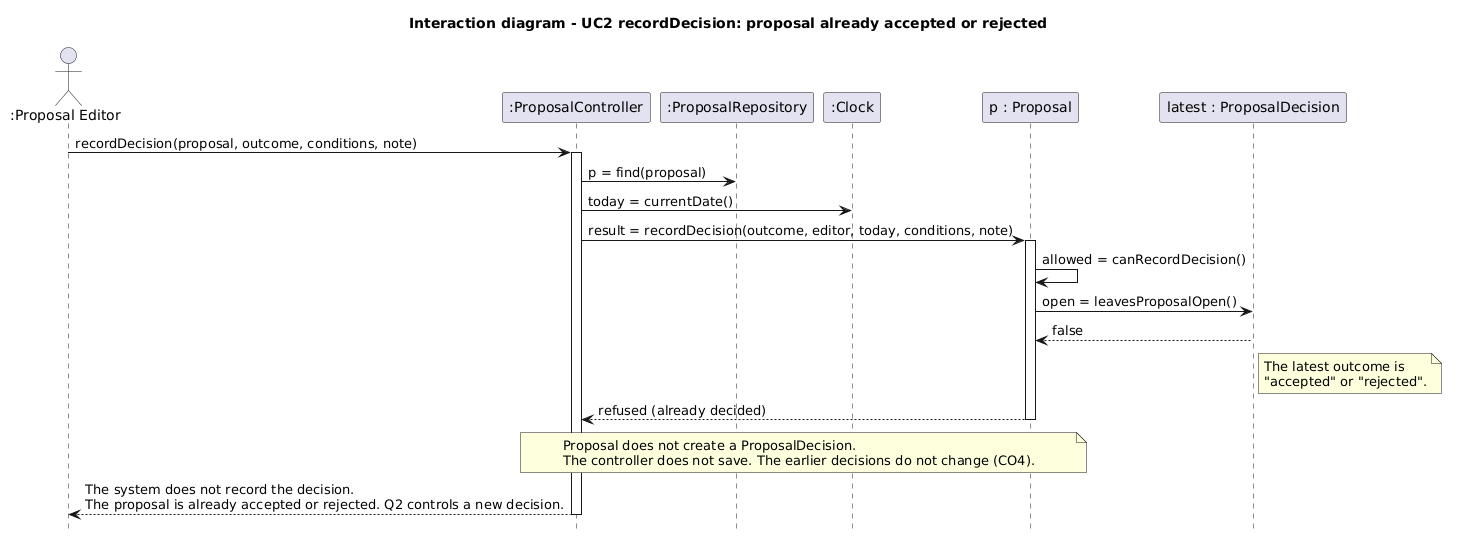 Interaction diagram - UC2 recordDecision: proposal already accepted or rejected
:Proposal Editor
:ProposalController
:ProposalRepository
:Clock
p : Proposal
latest : ProposalDecision
recordDecision(proposal, outcome, conditions, note)
p = find(proposal)
today = currentDate()
result = recordDecision(outcome, editor, today, conditions, note)
allowed = canRecordDecision()
open = leavesProposalOpen()
false
The latest outcome is
"accepted" or "rejected".
refused (already decided)
Proposal does not create a ProposalDecision.
The controller does not save. The earlier decisions do not change (CO4).
The system does not record the decision.
The proposal is already accepted or rejected. Q2 controls a new decision.